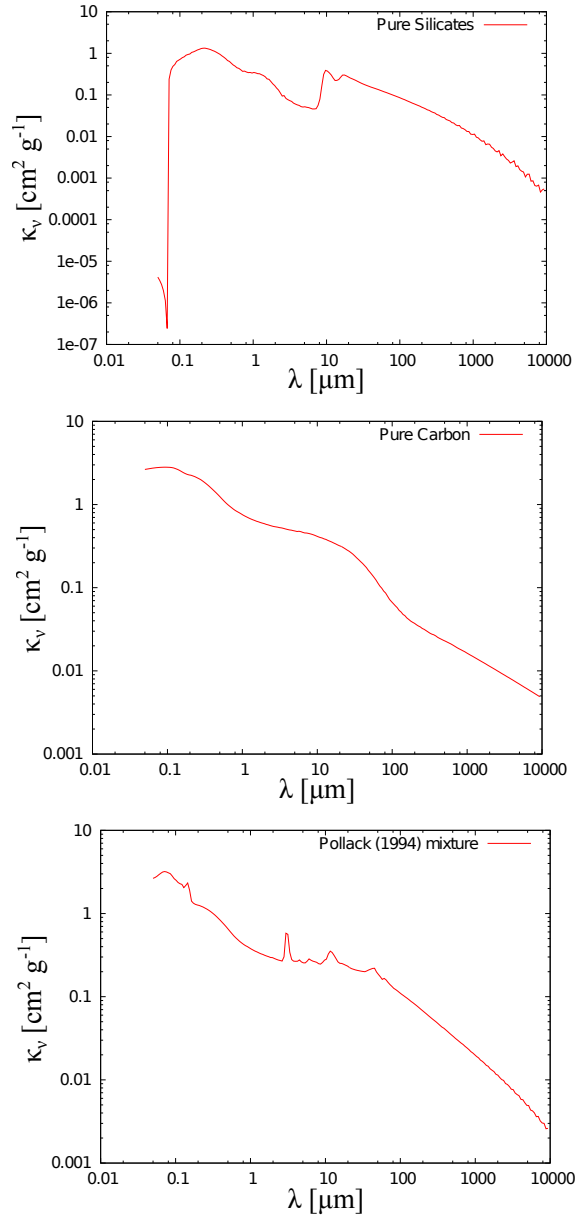 Pure Silicates
κν [cm2 g-1]
10
1
0.1
0.01
0.001
0.0001
1e-05
1e-06
1e-07
0.01 0.1 1 10 100 1000 10000
λ [μm]
Pure Carbon
κν [cm2 g-1]
10
1
0.1
0.01
0.001
0.01 0.1 1 10 100 1000 10000
λ [μm]
Pollack (1994) mixture
κν [cm2 g-1]
10
1
0.1
0.01
0.001
0.01 0.1 1 10 100 1000 10000
λ [μm]